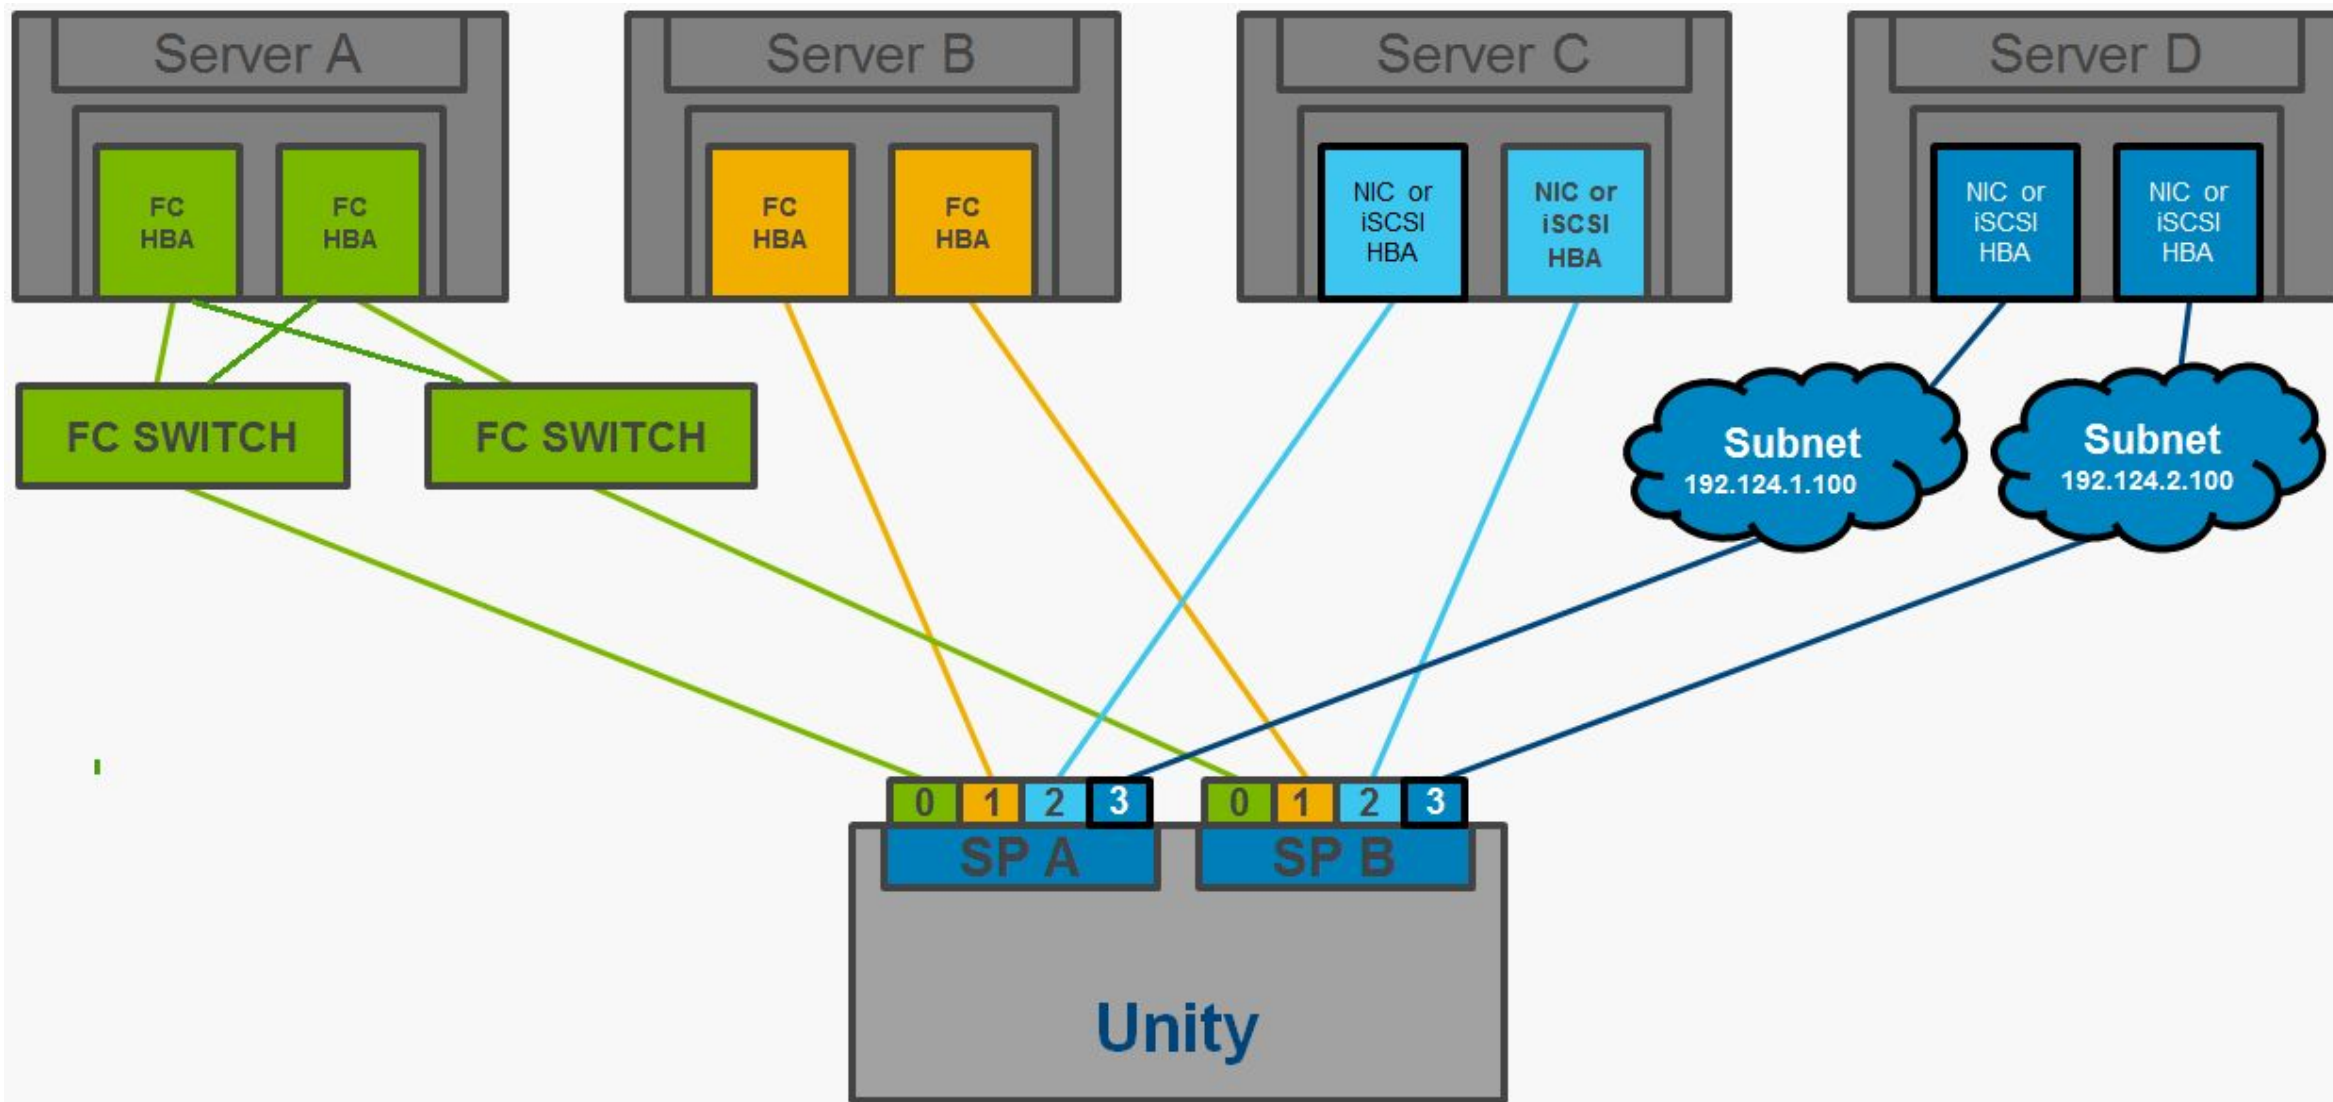 Server A
Server B
Server C
Server D
FC
HBA
FC
HBA
FC
HBA
FC
HBA
NIC or
iSCSI
HBA
NIC or
iSCSI
HBA
NIC or
iSCSI
HBA
NIC or
iSCSI
HBA
FC SWITCH
FC SWITCH
Subnet
192.124.1.100
Subnet
192.124.2.100
0 1 2 3
0 1 2 3
SP A
SP B
Unity